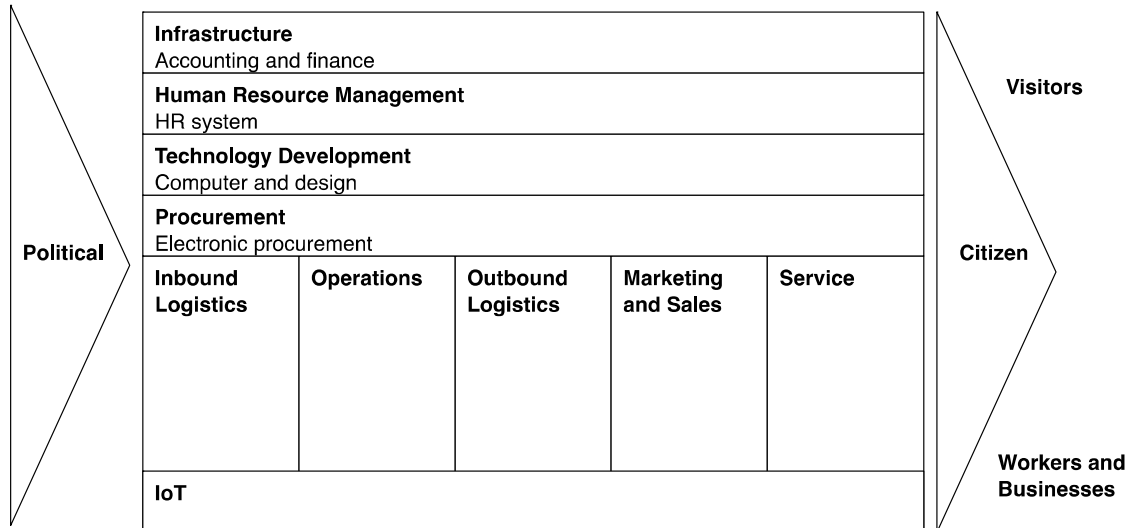 Political
Infrastructure
Accounting and finance
Human Resource Management
HR system
Technology Development
Computer and design
Procurement
Electronic procurement
Inbound
Logistics
Operations
Outbound
Logistics
Marketing
and Sales
Service
IoT
Visitors
Citizen
Workers and
Businesses